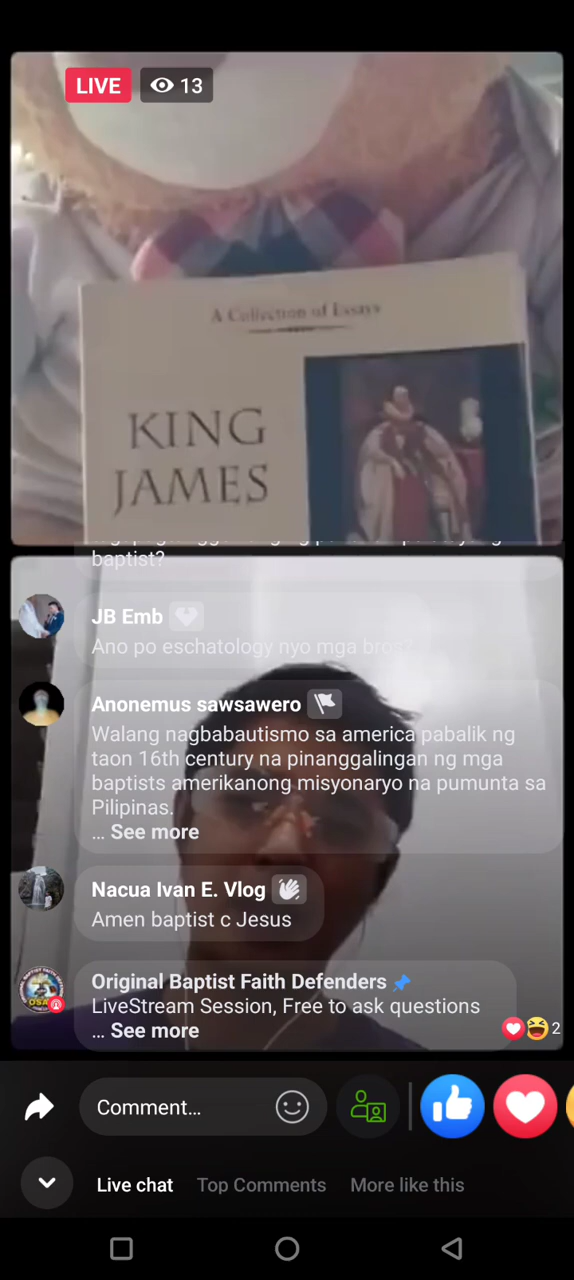 LIVE
13
A Collection of Essays
KING
JAMES
baptist?
JB Emb
Ano po eschatology nyo mga bros?
Anonemus sawsawero
Walang nagbabautismo sa america pabalik ng
taon 16th century na pinanggalingan ng mga
baptists amerikanong misyonaryo na pumunta sa
Pilipinas.
... See more
Nacua Ivan E. Vlog
Amen baptist c Jesus
Original Baptist Faith Defenders
LiveStream Session, Free to ask questions
... See more
2
Comment...
Live chat
Top Comments
More like this